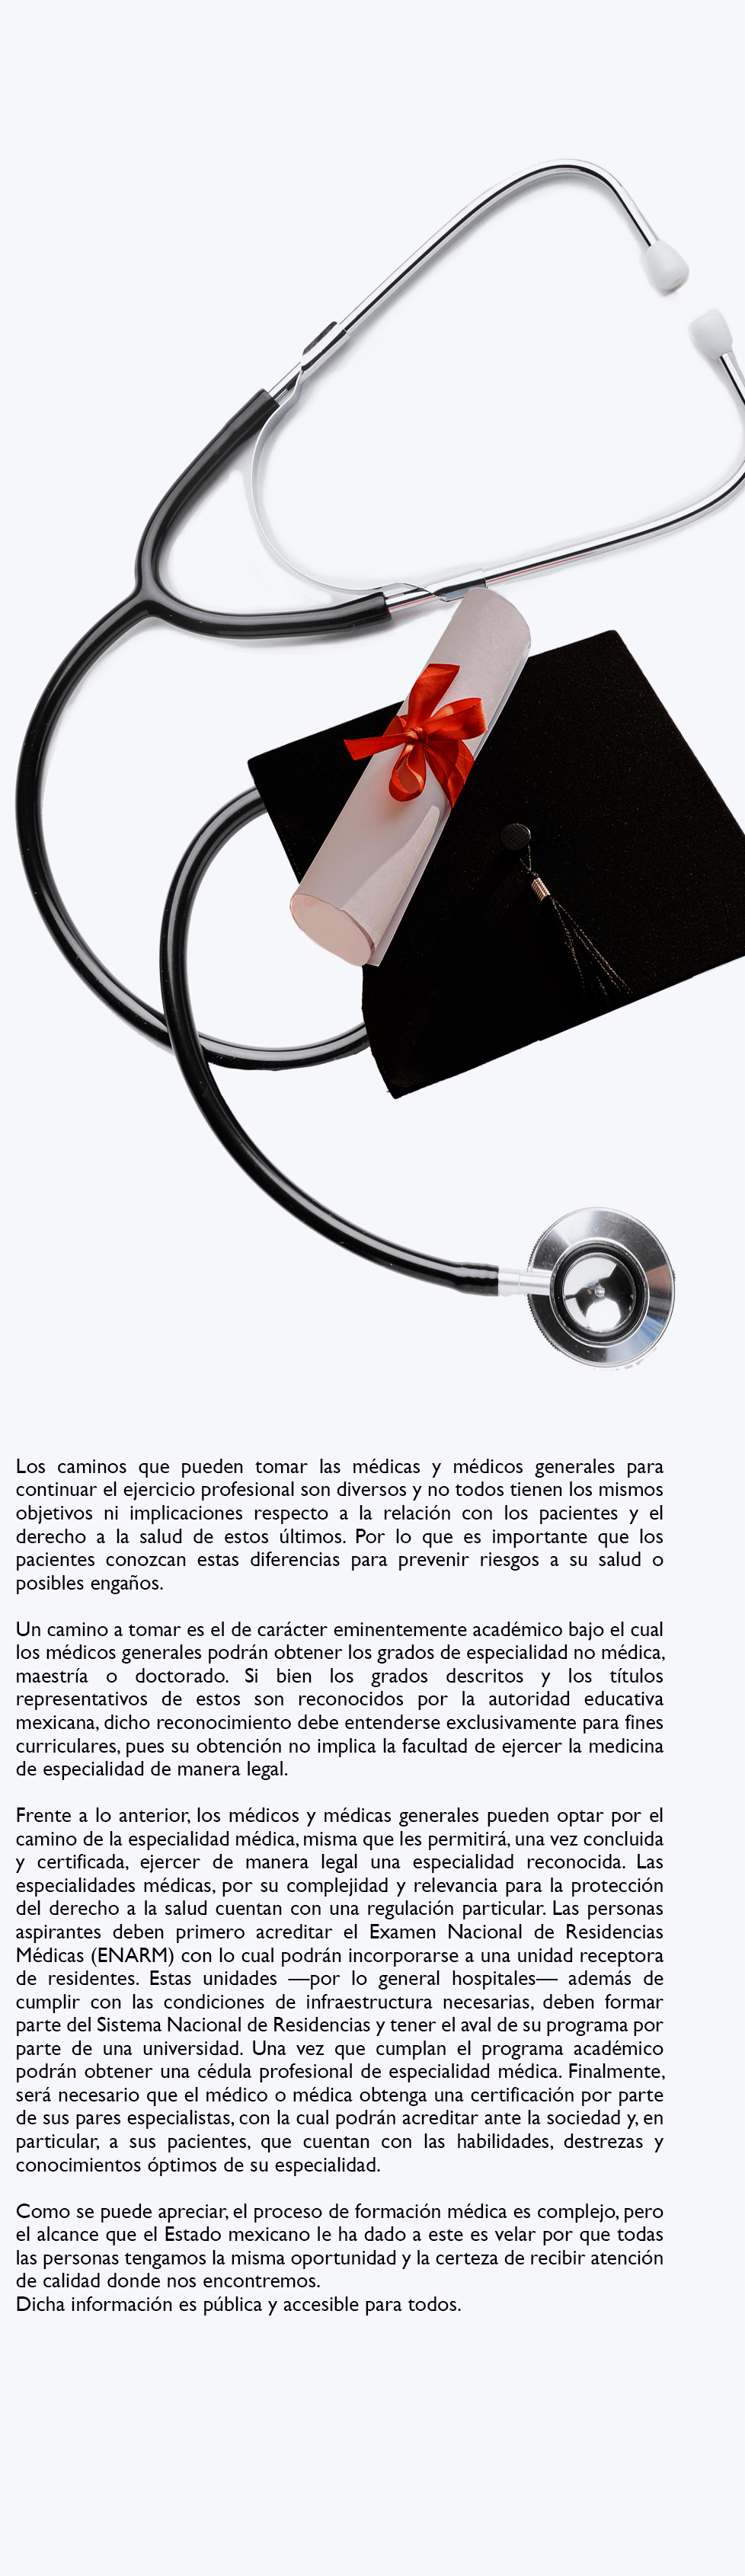 Los caminos que pueden tomar las médicas y médicos generales para
continuar el ejercicio profesional son diversos y no todos tienen los mismos
objetivos ni implicaciones respecto a la relación con los pacientes y el
derecho a la salud de estos últimos. Por lo que es importante que los
pacientes conozcan estas diferencias para prevenir riesgos a su salud o
posibles engaños.
Un camino a tomar es el de carácter eminentemente académico bajo el cual
los médicos generales podrán obtener los grados de especialidad no médica,
maestría o doctorado. Si bien los grados descritos y los títulos
representativos de estos son reconocidos por la autoridad educativa
mexicana, dicho reconocimiento debe entenderse exclusivamente para fines
curriculares, pues su obtención no implica la facultad de ejercer la medicina
de especialidad de manera legal.
Frente a lo anterior, los médicos y médicas generales pueden optar por el
camino de la especialidad médica, misma que les permitirá, una vez concluida
y certificada, ejercer de manera legal una especialidad reconocida. Las
especialidades médicas, por su complejidad y relevancia para la protección
del derecho a la salud cuentan con una regulación particular. Las personas
aspirantes deben primero acreditar el Examen Nacional de Residencias
Médicas (ENARM) con lo cual podrán incorporarse a una unidad receptora
de residentes. Estas unidades —por lo general hospitales— además de
cumplir con las condiciones de infraestructura necesarias, deben formar
parte del Sistema Nacional de Residencias y tener el aval de su programa por
parte de una universidad. Una vez que cumplan el programa académico
podrán obtener una cédula profesional de especialidad médica. Finalmente,
será necesario que el médico o médica obtenga una certificación por parte
de sus pares especialistas, con la cual podrán acreditar ante la sociedad y, en
particular, a sus pacientes, que cuentan con las habilidades, destrezas y
conocimientos óptimos de su especialidad.
Como se puede apreciar, el proceso de formación médica es complejo, pero
el alcance que el Estado mexicano le ha dado a este es velar por que todas
las personas tengamos la misma oportunidad y la certeza de recibir atención
de calidad donde nos encontremos.
Dicha información es pública y accesible para todos.